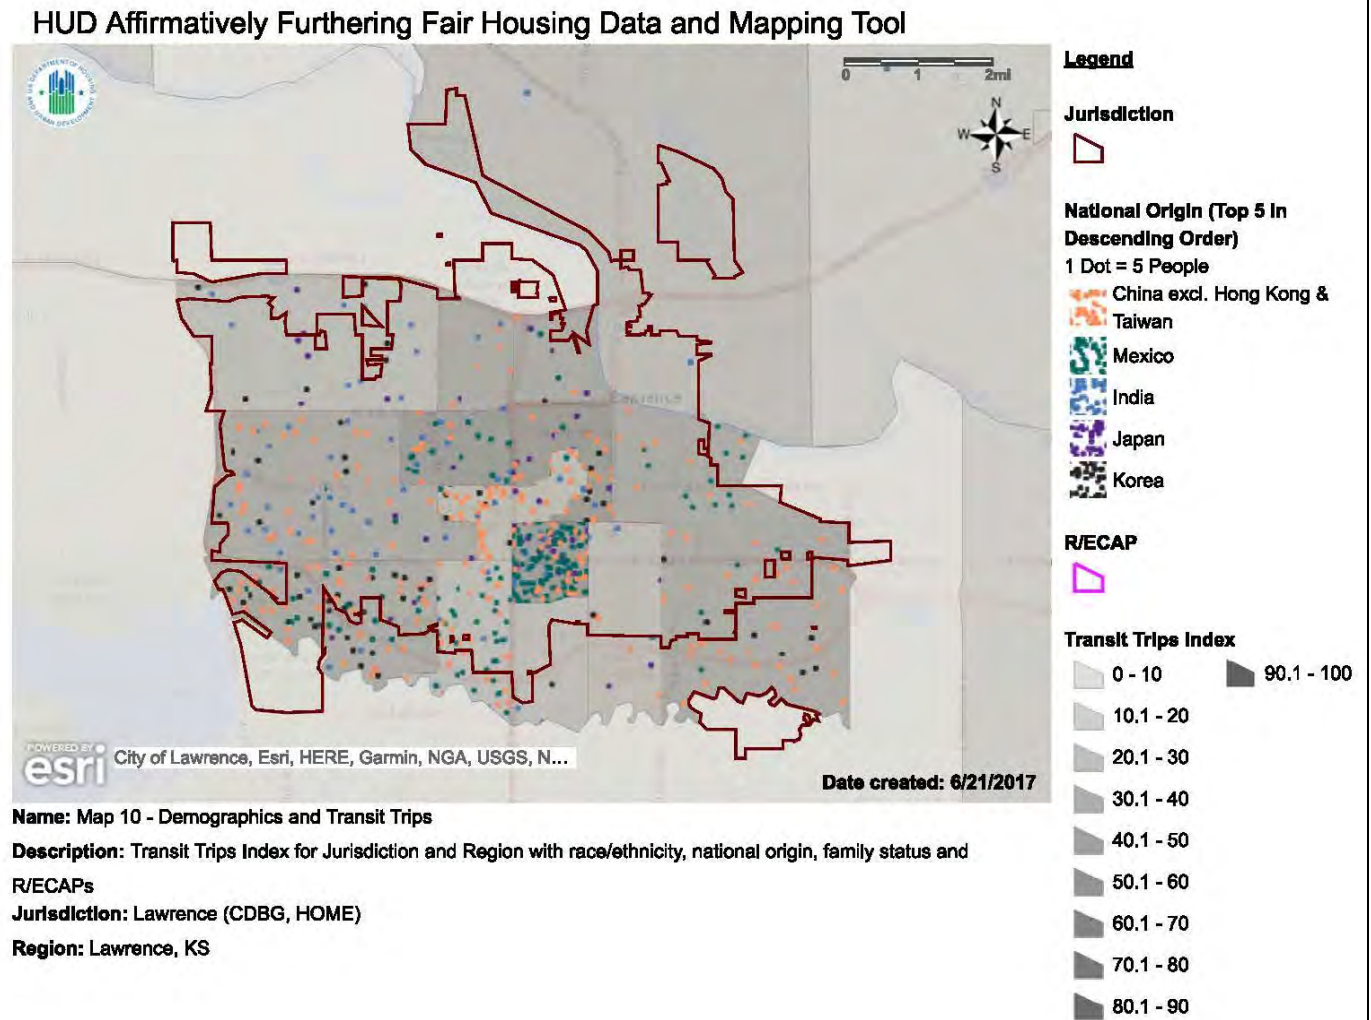 HUD Affirmatively Furthering Fair Housing Data and Mapping Tool
0 1 2mi
N
W E
S
Lawrence
POWERED BY
esri
City of Lawrence, Esri, HERE, Garmin, NGA, USGS, N...
Date created: 6/21/2017
Legend
Jurisdiction
National Origin (Top 5 in
Descending Order)
1 Dot = 5 People
China excl. Hong Kong &
Taiwan
Mexico
India
Japan
Korea
R/ECAP
Transit Trips Index
0 - 10
90.1 - 100
10.1 - 20
20.1 - 30
30.1 - 40
40.1 - 50
50.1 - 60
60.1 - 70
70.1 - 80
80.1 - 90
Name: Map 10 - Demographics and Transit Trips
Description: Transit Trips Index for Jurisdiction and Region with race/ethnicity, national origin, family status and
R/ECAPs
Jurisdiction: Lawrence (CDBG, HOME)
Region: Lawrence, KS